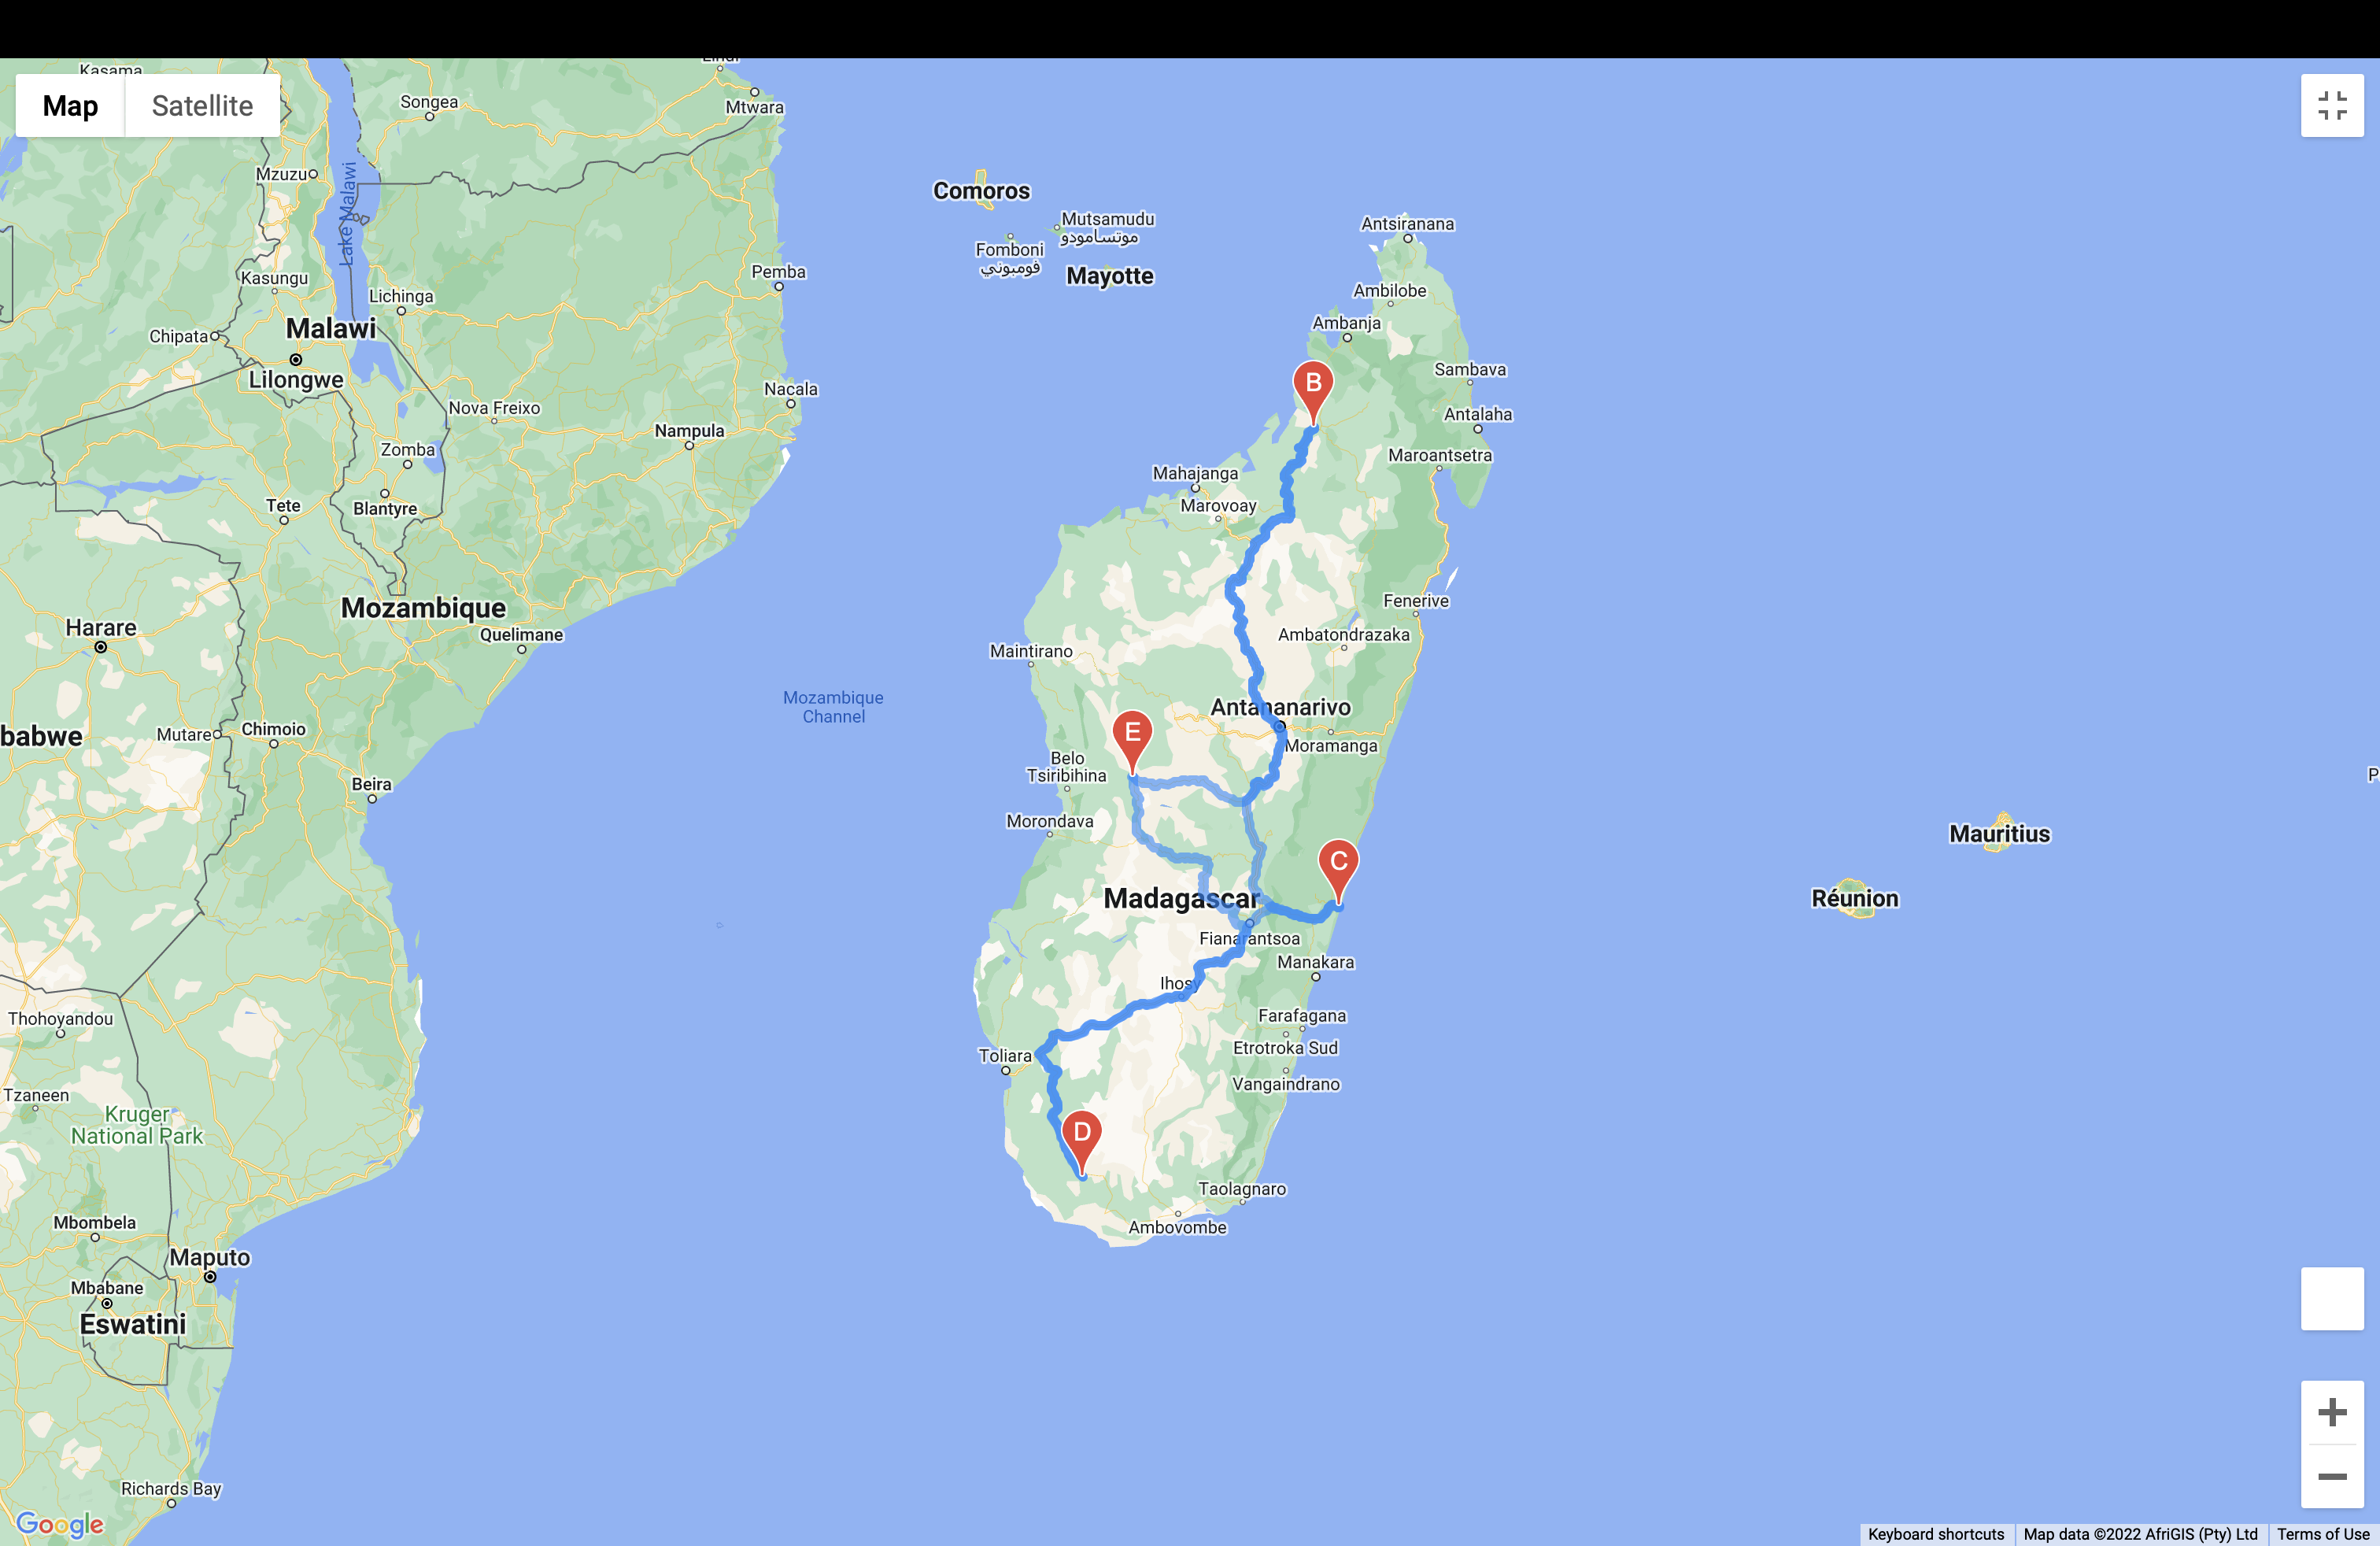 Kasama
Map
Satellite
Songea
Mtwara
Mzuzu
Lake Malawi
Comoros
Mutsamudu
موتسامودو
Fomboni
فومبوني
Mayotte
Antsiranana
Kasungu
Pemba
Lichinga
Ambilobe
Malawi
Ambanja
Chipata
Lilongwe
Sambava
B
Nacala
Nova Freixo
Antalaha
Nampula
Zomba
Maroantsetra
Mahajanga
Tete
Blantyre
Marovoay
Mozambique
Fenerive
Harare
Quelimane
Ambatondrazaka
Maintirano
Mozambique
Channel
Antananarivo
babwe
Mutare
Chimoio
E
Moramanga
Belo
Tsiribihina
P
Beira
Morondava
Mauritius
C
Madagascar
Réunion
Fianarantsoa
Manakara
Ihosy
Thohoyandou
Farafagana
Etrotroka Sud
Toliara
Vangaindrano
Tzaneen
Kruger
National Park
D
Taolagnaro
Mbombela
Ambovombe
Maputo
Mbabane
Eswatini
Richards Bay
Google
Keyboard shortcuts
Map data ©2022 AfriGIS (Pty) Ltd
Terms of Use